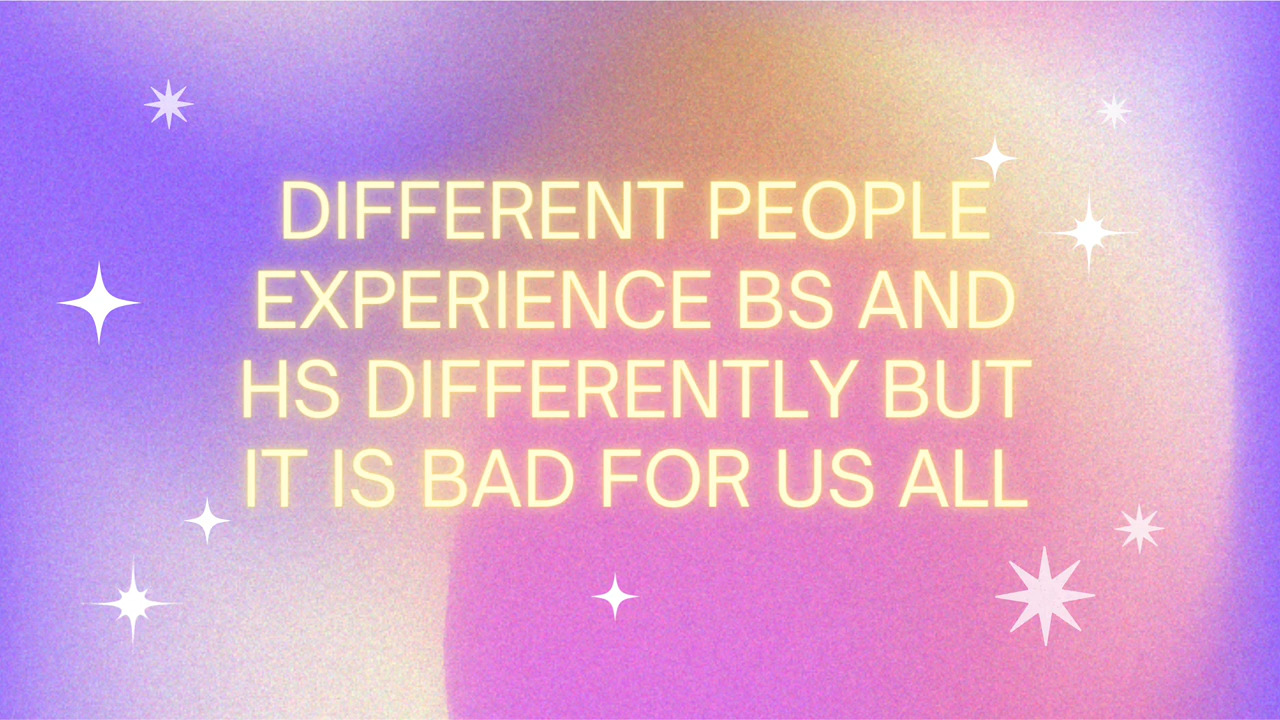 DIFFERENT PEOPLE
EXPERIENCE BS AND
HS DIFFERENTLY BUT
IT IS BAD FOR US ALL